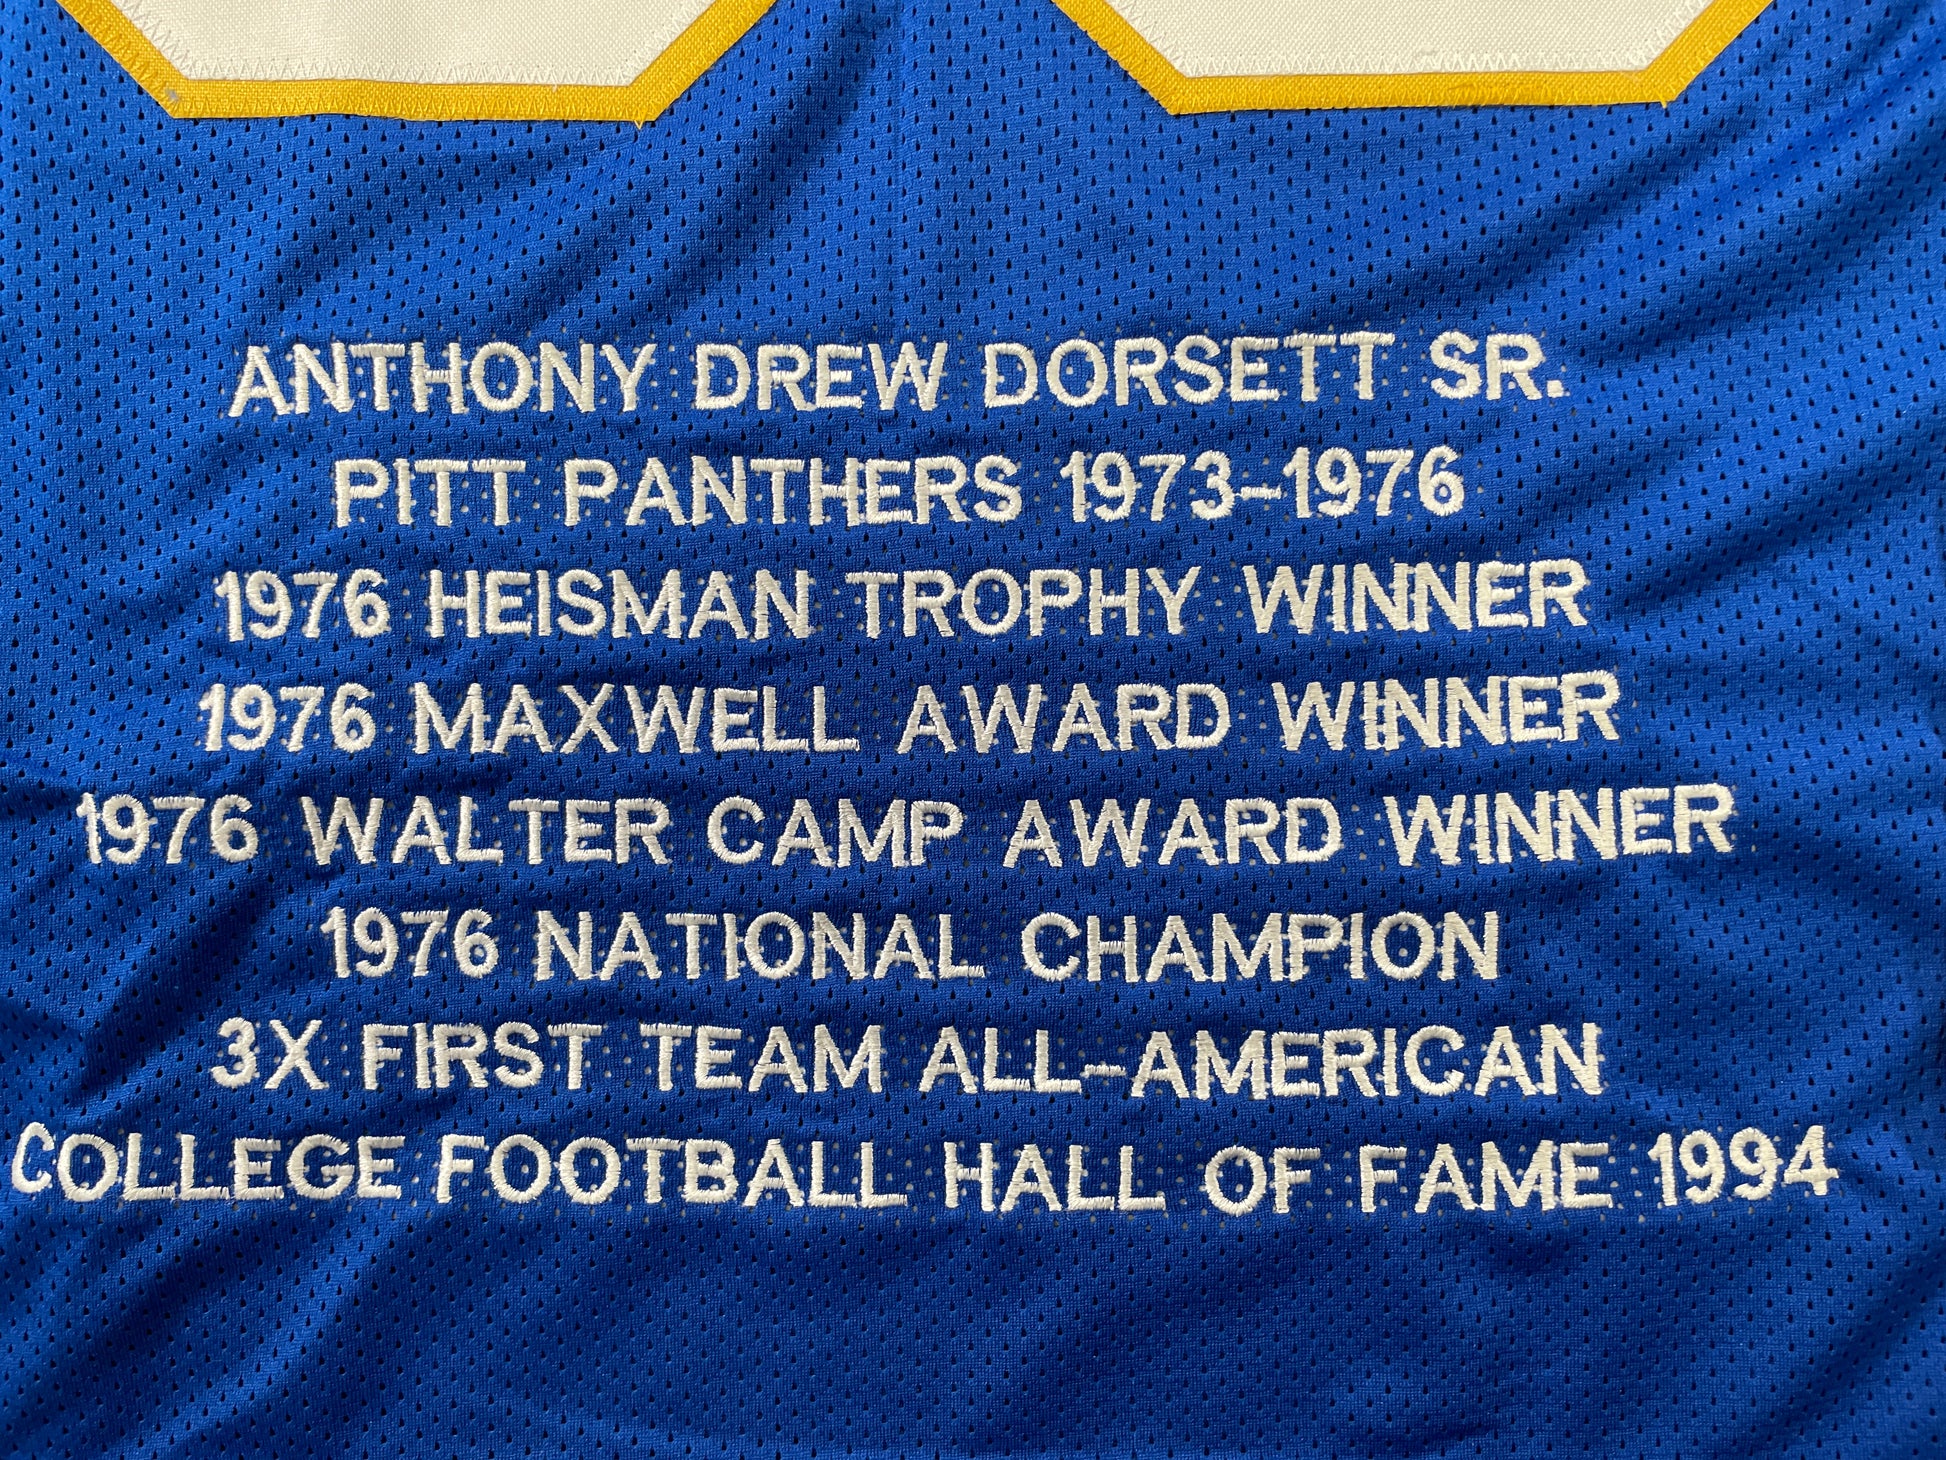 ANTHONY DREW DORSETT SR.
PITT PANTHERS 1973-1976
1976 HEISMAN TROPHY WINNER
1976 MAXWELL AWARD WINNER
1976 WALTER CAMP AWARD WINNER
1976 NATIONAL CHAMPION
3X FIRST TEAM ALL-AMERICAN
COLLEGE FOOTBALL HALL OF FAME 1994